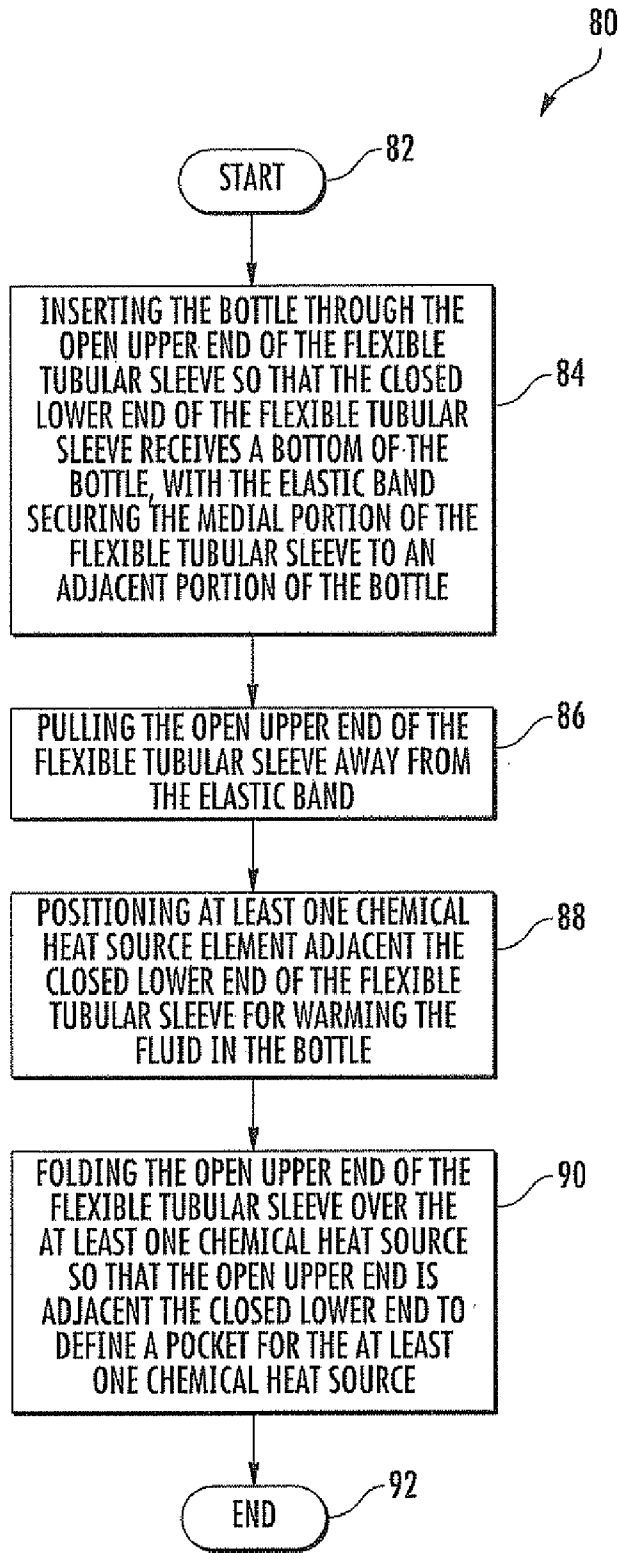 80
START
82
INSERTING THE BOTTLE THROUGH THE
OPEN UPPER END OF THE FLEXIBLE
TUBULAR SLEEVE SO THAT THE CLOSED
LOWER END OF THE FLEXIBLE TUBULAR
SLEEVE RECEIVES A BOTTOM OF THE
BOTTLE, WITH THE ELASTIC BAND
SECURING THE MEDIAL PORTION OF THE
FLEXIBLE TUBULAR SLEEVE TO AN
ADJACENT PORTION OF THE BOTTLE
84
PULLING THE OPEN UPPER END OF THE
FLEXIBLE TUBULAR SLEEVE AWAY FROM
THE ELASTIC BAND
86
POSITIONING AT LEAST ONE CHEMICAL
HEAT SOURCE ELEMENT ADJACENT THE
CLOSED LOWER END OF THE FLEXIBLE
TUBULAR SLEEVE FOR WARMING THE
FLUID IN THE BOTTLE
88
FOLDING THE OPEN UPPER END OF THE
FLEXIBLE TUBULAR SLEEVE OVER THE
AT LEAST ONE CHEMICAL HEAT SOURCE
SO THAT THE OPEN UPPER END IS
ADJACENT THE CLOSED LOWER END TO
DEFINE A POCKET FOR THE AT LEAST
ONE CHEMICAL HEAT SOURCE
90
END
92